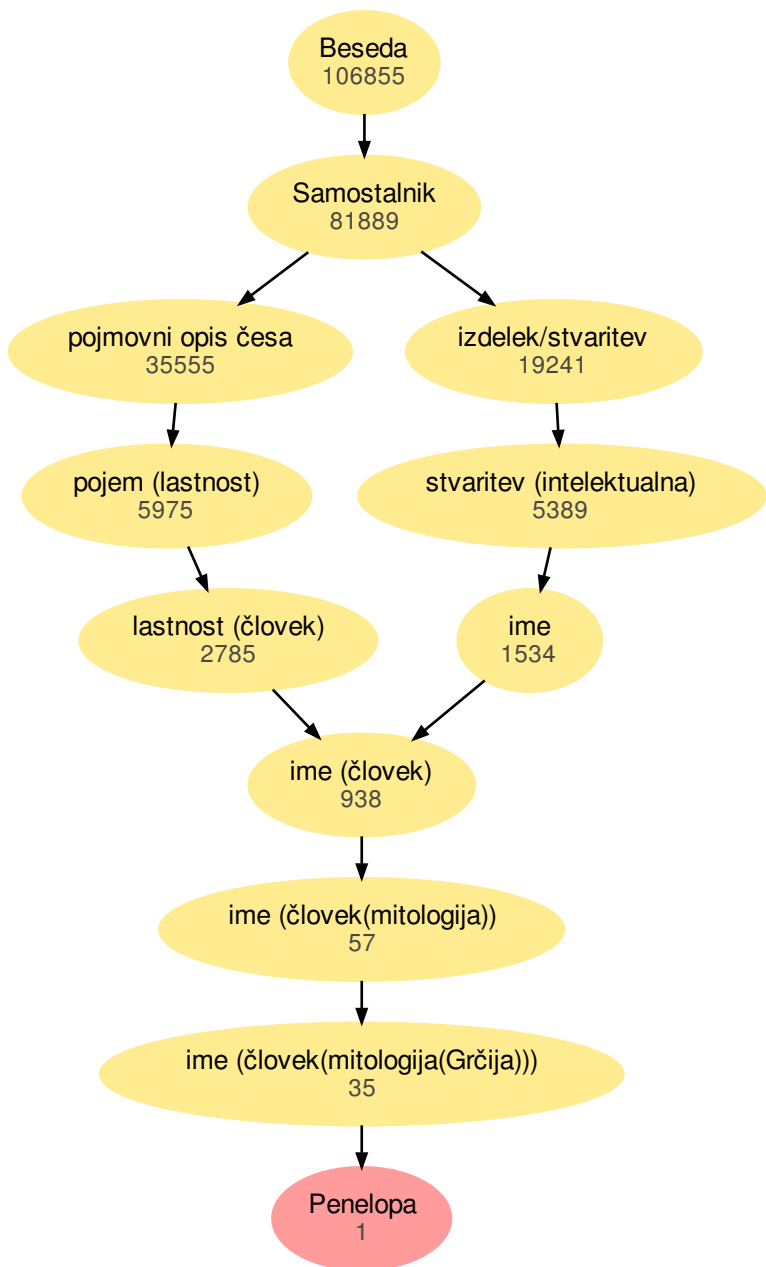 Beseda
106855
Samostalnik
81889
pojmovni opis česa
35555
izdelek/stvaritev
19241
pojem (lastnost)
5975
stvaritev (intelektualna)
5389
lastnost (človek)
2785
ime
1534
ime (človek)
938
ime (človek(mitologija))
57
ime (človek(mitologija(Grčija)))
35
Penelopa
1